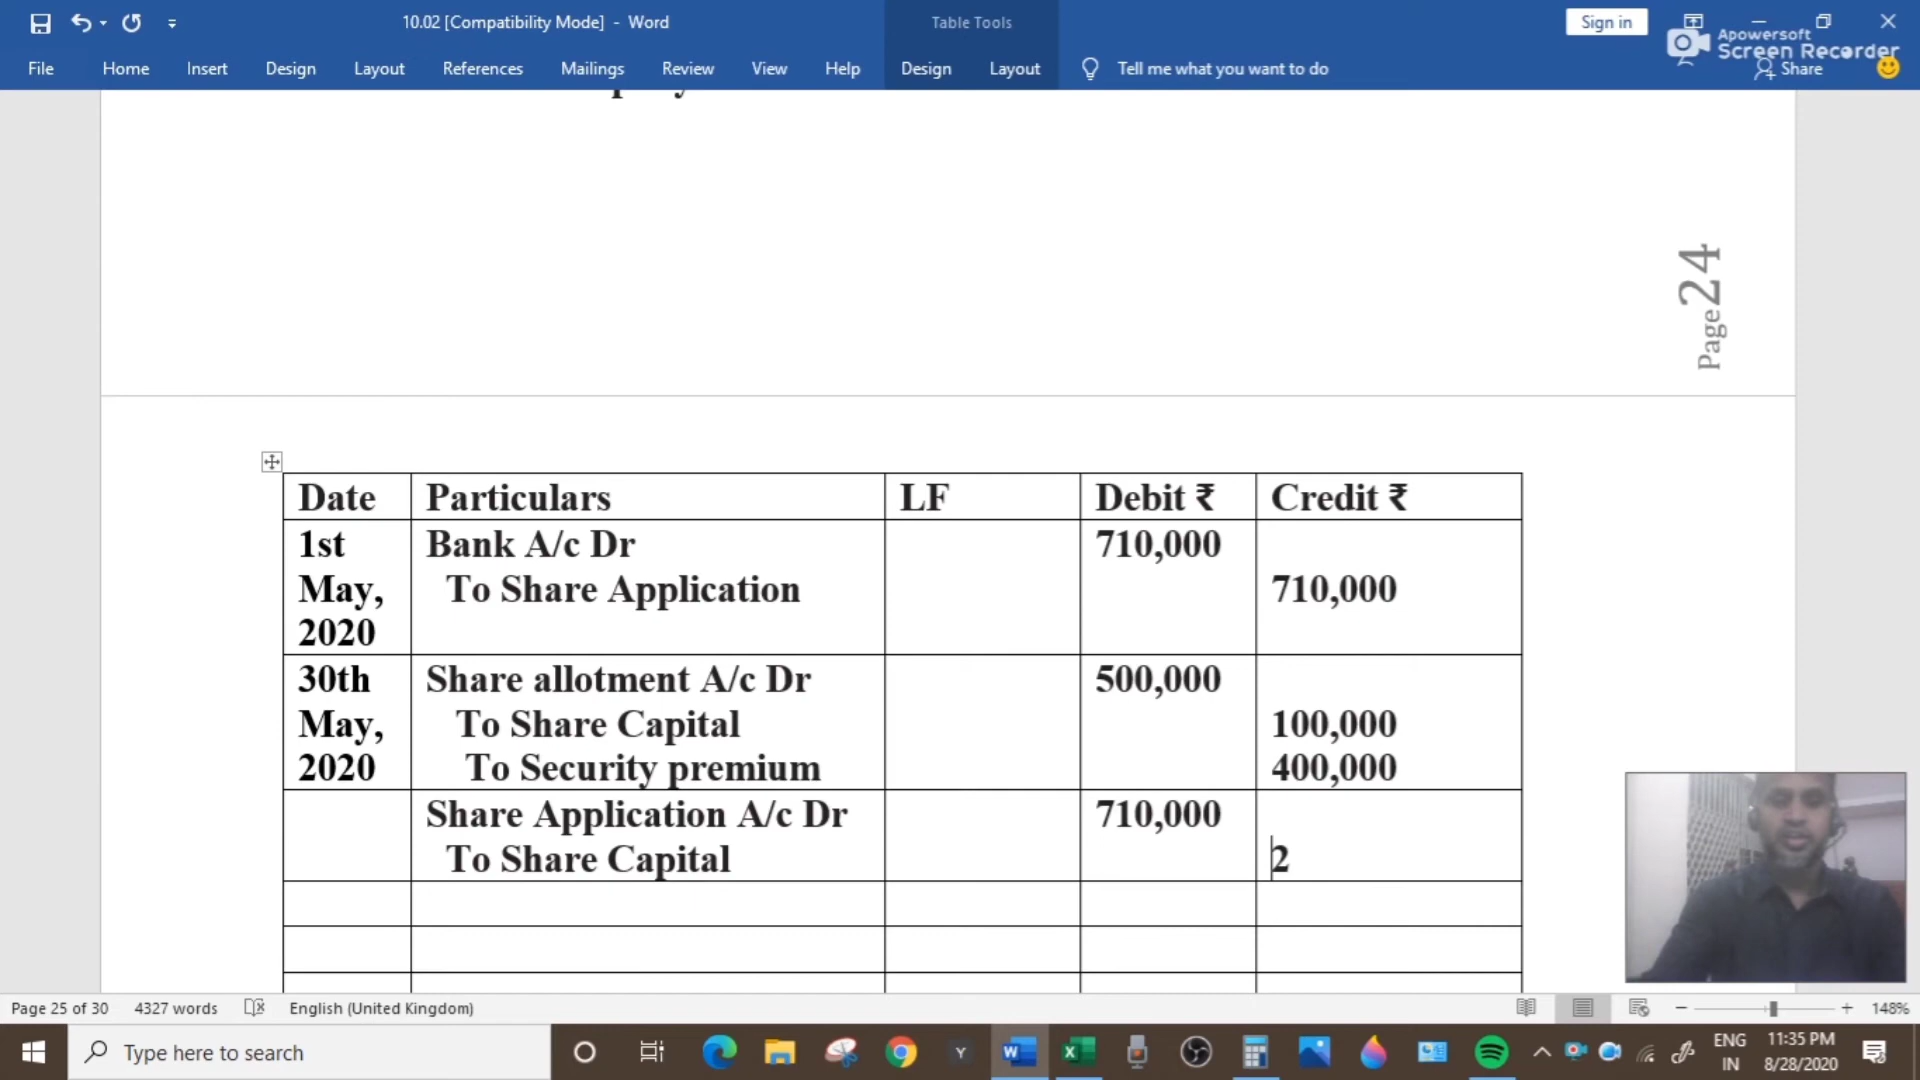 10.02 [Compatibility Mode] - Word
Table Tools
Sign in
Apowersoft
Screen Recorder
File Home Insert Design Layout References Mailings Review View Help Design Layout Tell me what you want to do Share
Page 24
Date Particulars LF Debit ₹ Credit ₹
1st Bank A/c Dr 710,000
May, To Share Application 710,000
2020
30th Share allotment A/c Dr 500,000
May, To Share Capital 100,000
2020 To Security premium 400,000
Share Application A/c Dr 710,000
To Share Capital 2
Page 25 of 30 4327 words English (United Kingdom) 148%
Type here to search
ENG 11:35 PM
IN 8/28/2020